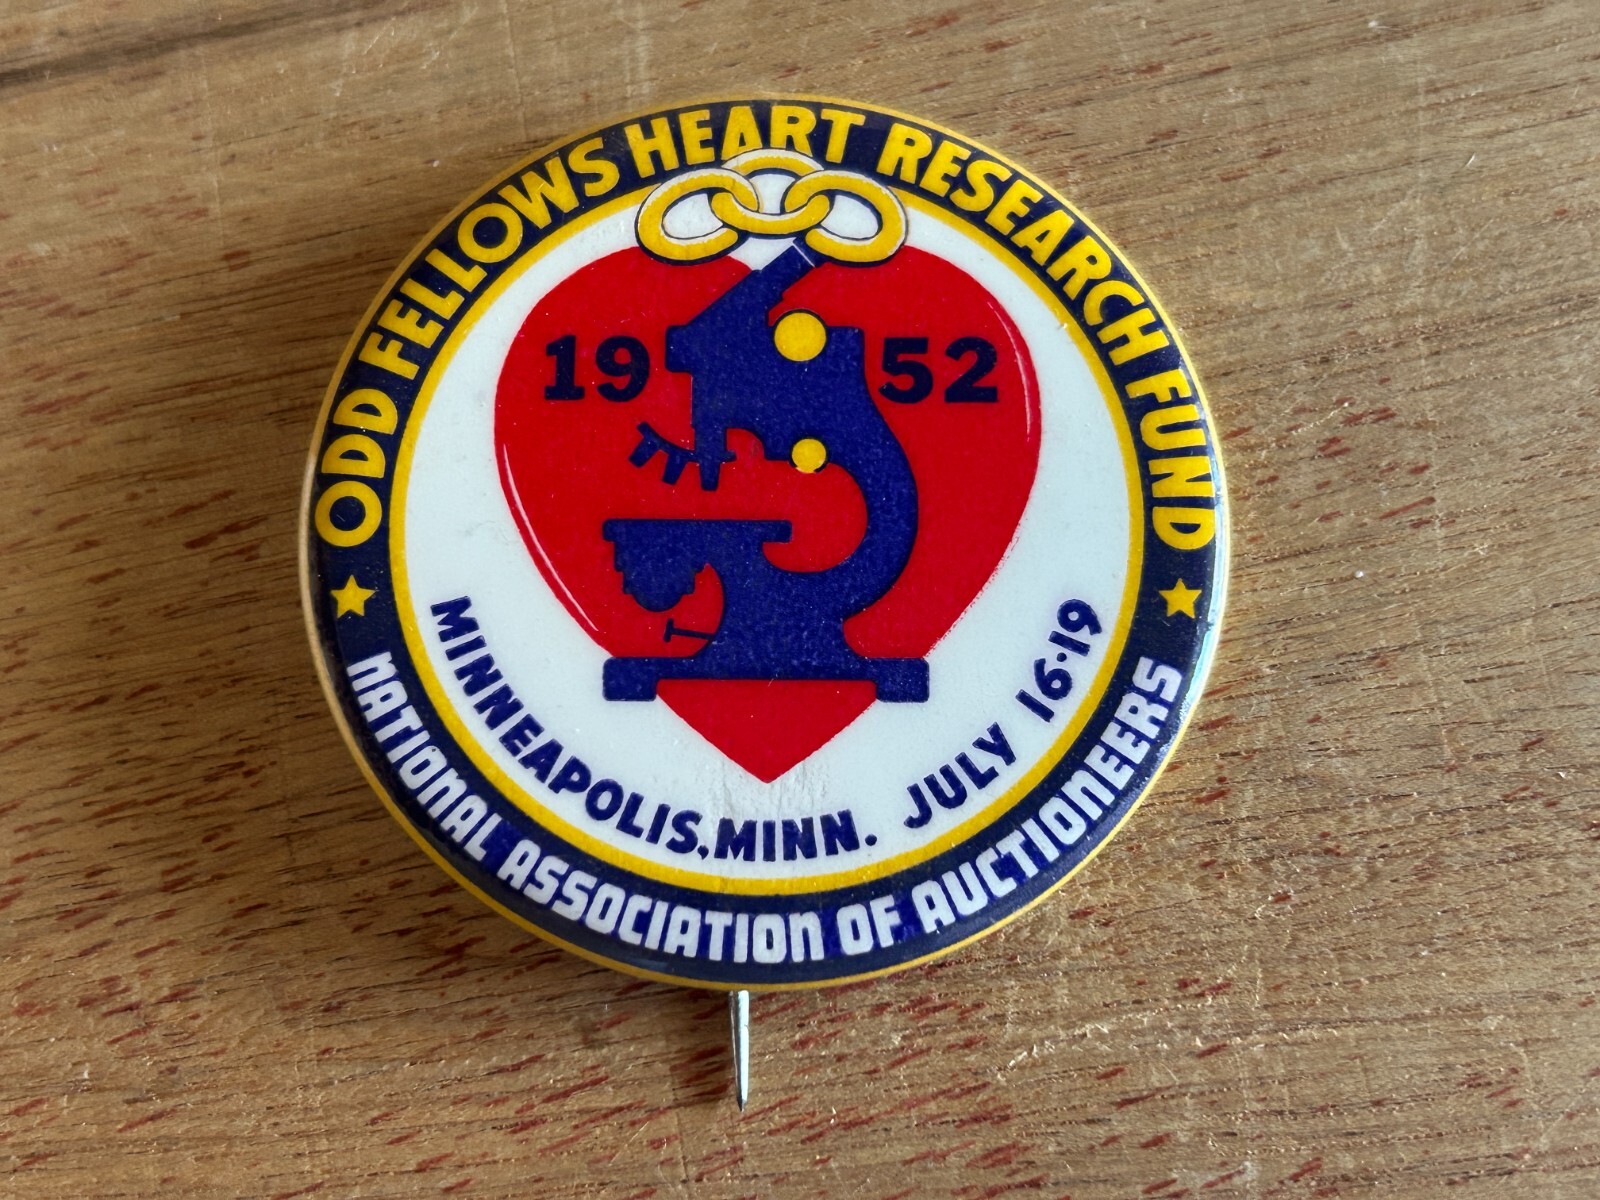 ODD FELLOWS HEART RESEARCH FUND
19 52
MINNEAPOLIS, MINN. JULY 16-19
NATIONAL ASSOCIATION OF AUCTIONEERS